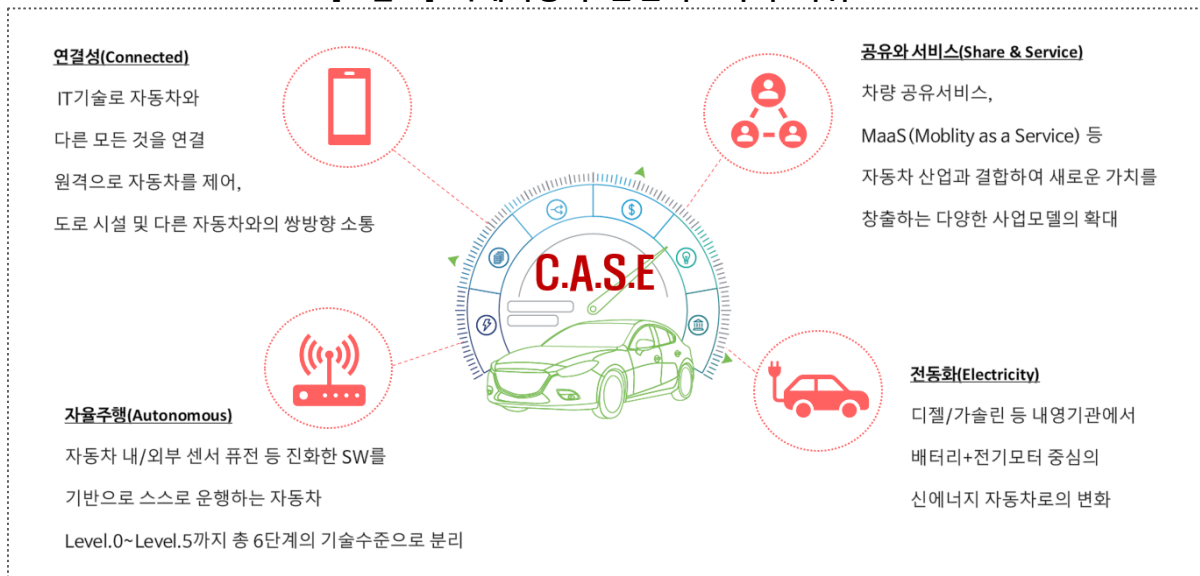 연결성(Connected)
IT기술로 자동차와
다른 모든 것을 연결
원격으로 자동차를 제어,
도로 시설 및 다른 자동차와의 쌍방향 소통
공유와 서비스(Share & Service)
차량 공유서비스,
MaaS(Moblity as a Service) 등
자동차 산업과 결합하여 새로운 가치를
창출하는 다양한 사업모델의 확대
C.A.S.E
자율주행(Autonomous)
자동차 내/외부 센서 퓨전 등 진화한 SW를
기반으로 스스로 운행하는 자동차
Level.0~Level.5까지 총 6단계의 기술수준으로 분리
전동화(Electricity)
디젤/가솔린 등 내영기관에서
배터리+전기모터 중심의
신에너지 자동차로의 변화